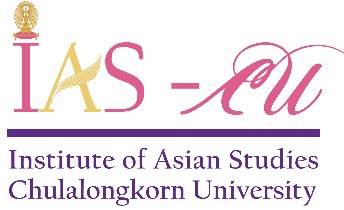 IAS-CU
Institute of Asian Studies
Chulalongkorn University